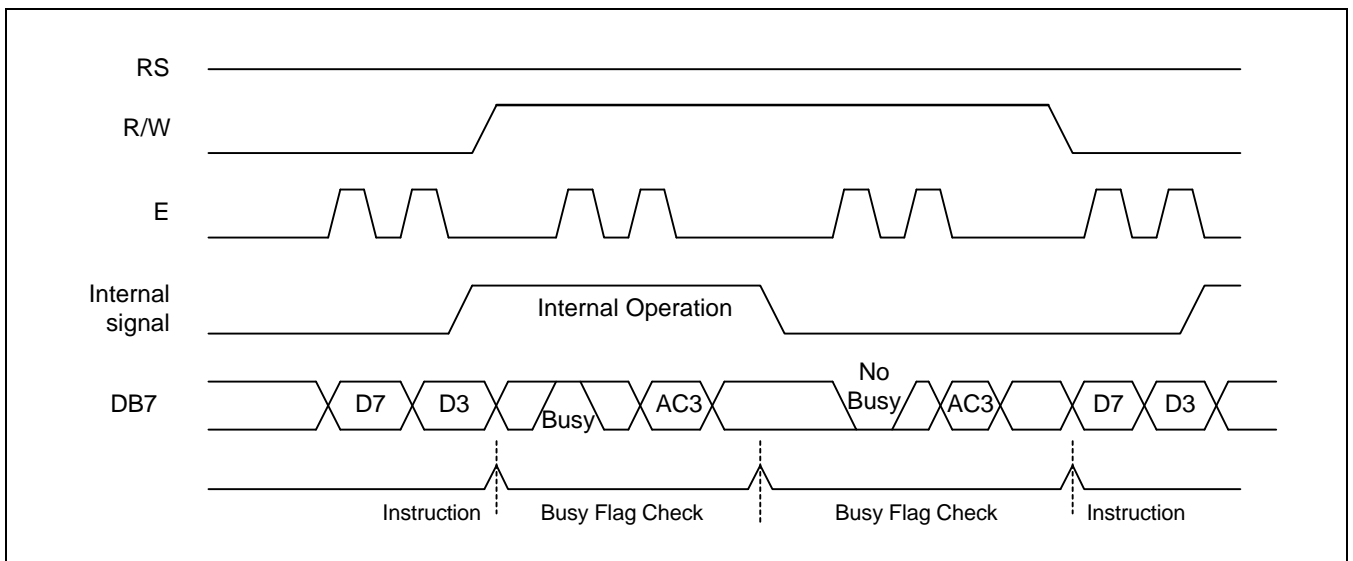 RS
R/W
E
Internal
signal
Internal Operation
DB7
D7 D3 Busy AC3 No
Busy AC3 D7 D3
Instruction Busy Flag Check Busy Flag Check Instruction